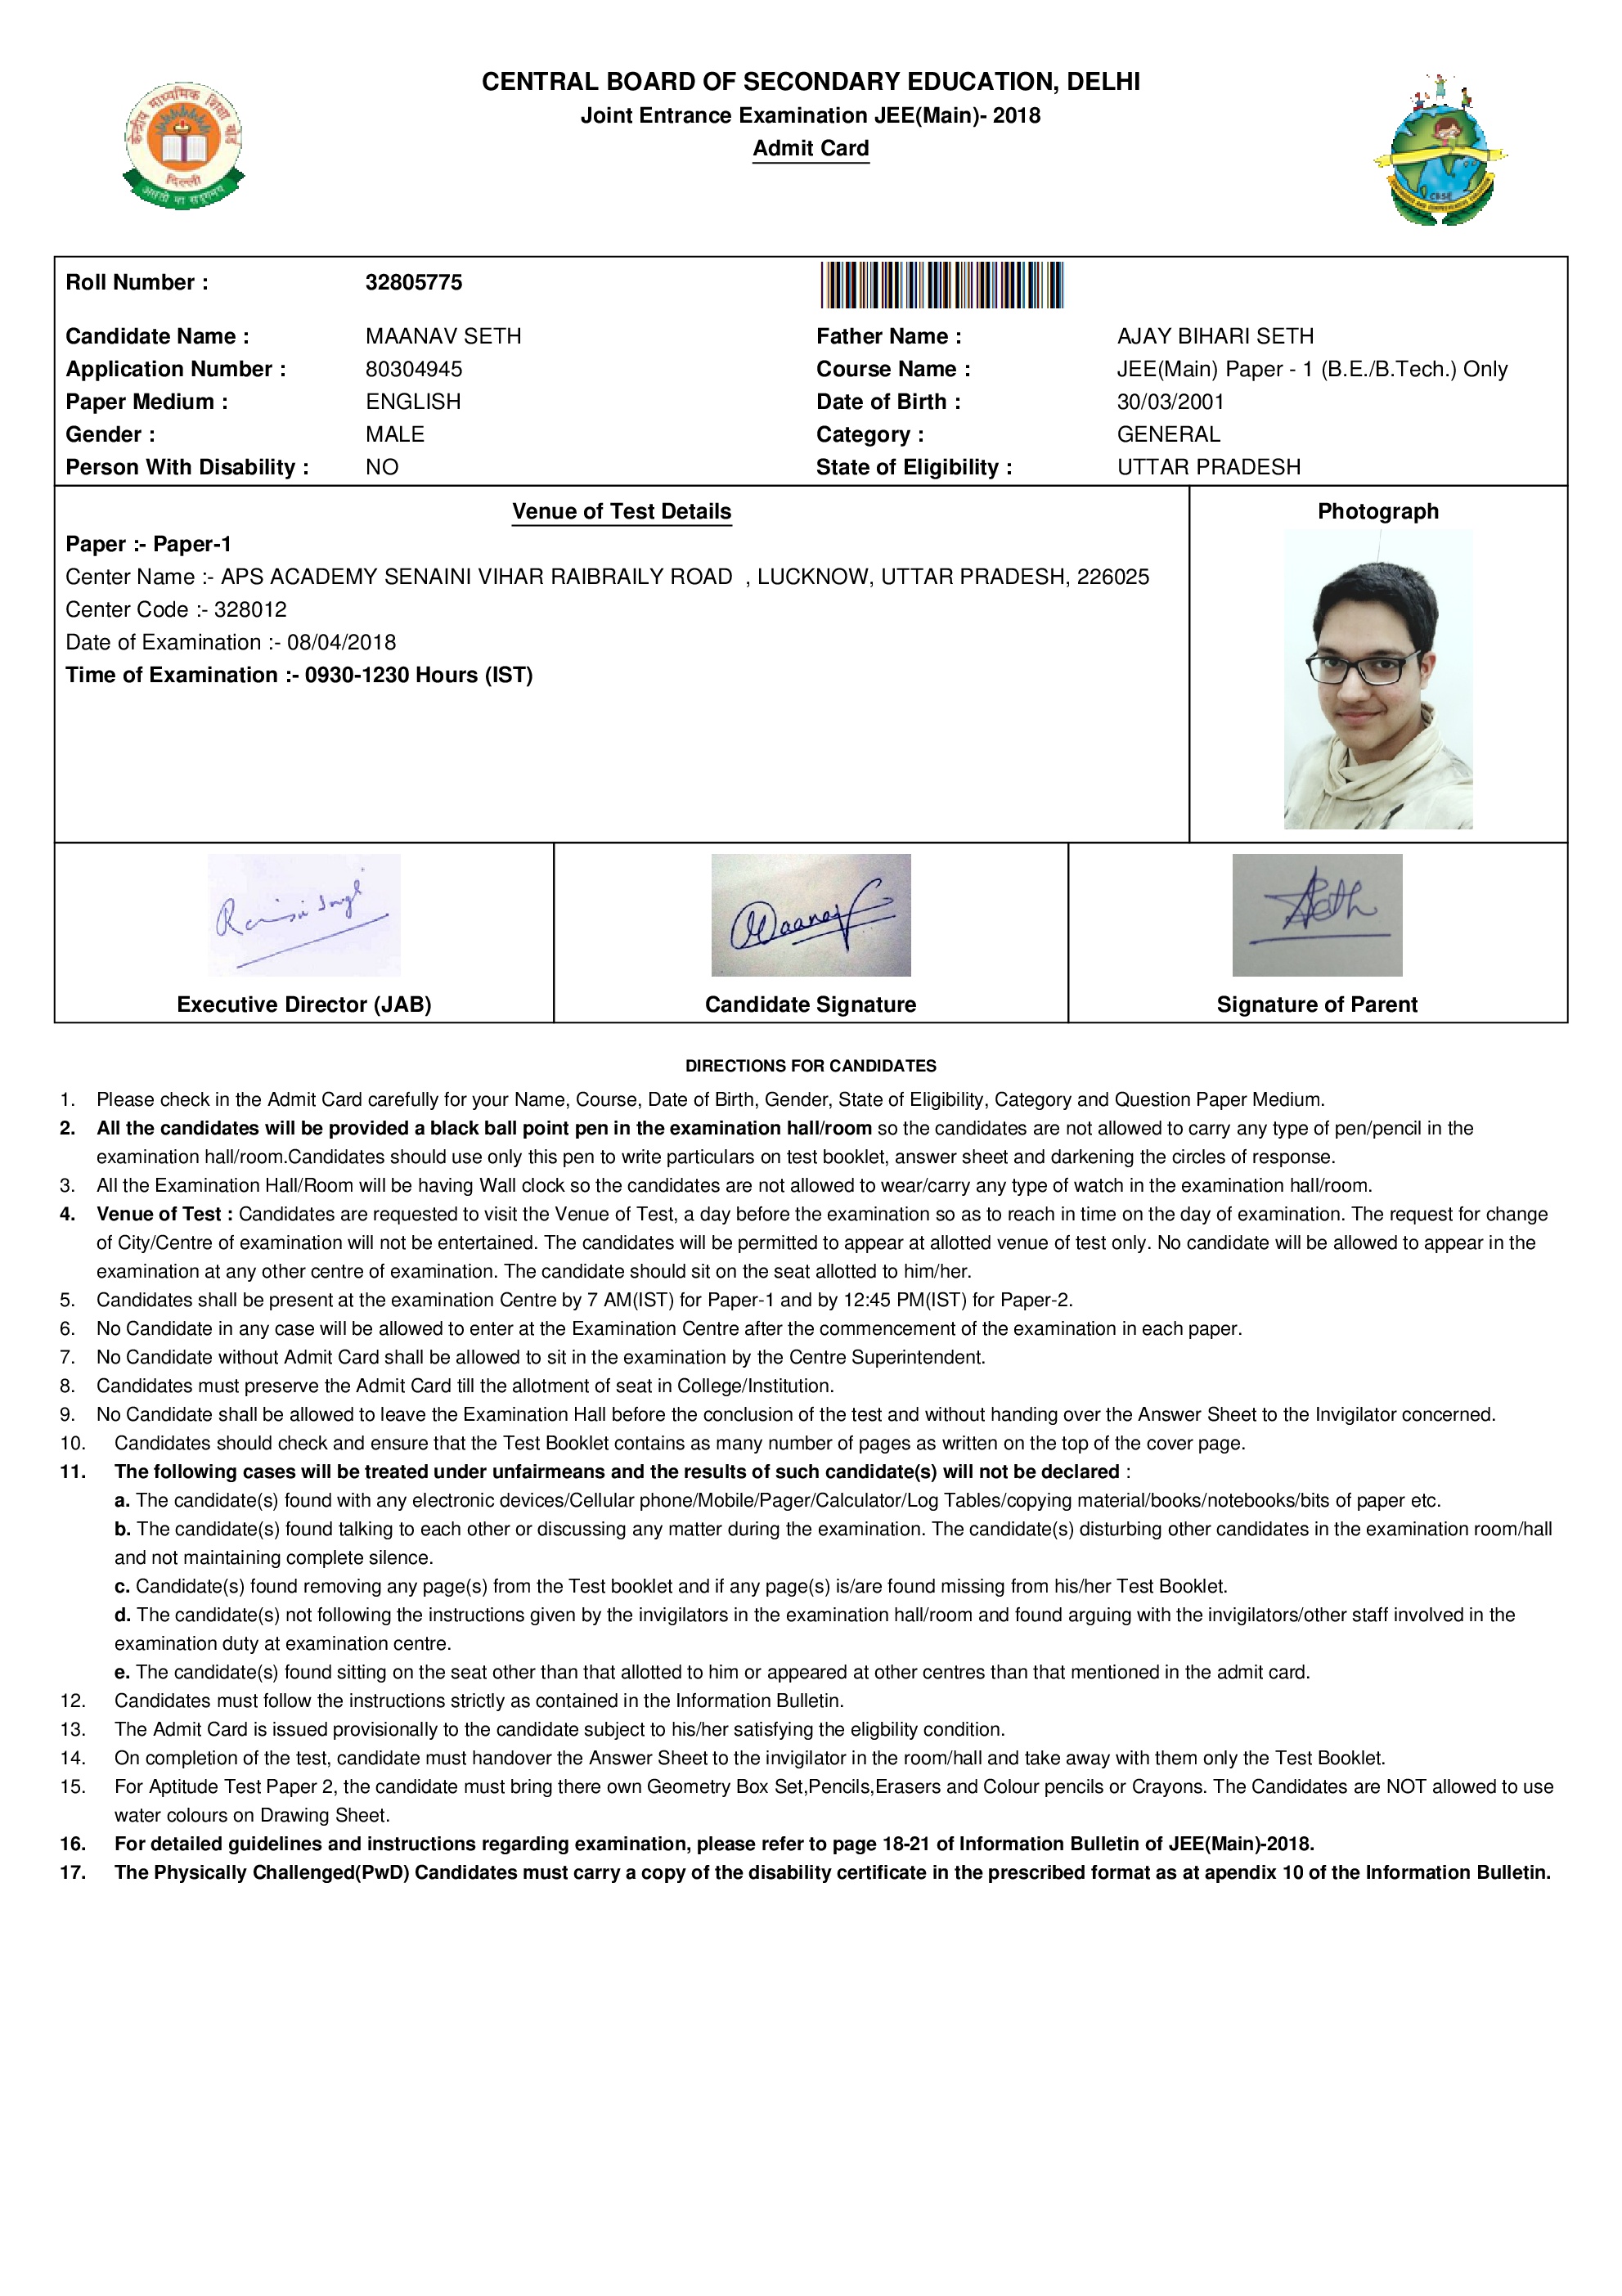 CENTRAL BOARD OF SECONDARY EDUCATION, DELHI
Joint Entrance Examination JEE(Main)- 2018
Admit Card
केन्द्रीय माध्यमिक शिक्षा बोर्ड
दिल्ली
CBSE
Roll Number : 32805775
Candidate Name : MAANAV SETH Father Name : AJAY BIHARI SETH
Application Number : 80304945 Course Name : JEE(Main) Paper - 1 (B.E./B.Tech.) Only
Paper Medium : ENGLISH Date of Birth : 30/03/2001
Gender : MALE Category : GENERAL
Person With Disability : NO State of Eligibility : UTTAR PRADESH
Venue of Test Details
Paper :- Paper-1
Center Name :- APS ACADEMY SENAINI VIHAR RAIBRAILY ROAD , LUCKNOW, UTTAR PRADESH, 226025
Center Code :- 328012
Date of Examination :- 08/04/2018
Time of Examination :- 0930-1230 Hours (IST)
Photograph
Maanav
Seth
Executive Director (JAB) Candidate Signature Signature of Parent
DIRECTIONS FOR CANDIDATES
1. Please check in the Admit Card carefully for your Name, Course, Date of Birth, Gender, State of Eligibility, Category and Question Paper Medium.
2. All the candidates will be provided a black ball point pen in the examination hall/room so the candidates are not allowed to carry any type of pen/pencil in the
examination hall/room.Candidates should use only this pen to write particulars on test booklet, answer sheet and darkening the circles of response.
3. All the Examination Hall/Room will be having Wall clock so the candidates are not allowed to wear/carry any type of watch in the examination hall/room.
4. Venue of Test : Candidates are requested to visit the Venue of Test, a day before the examination so as to reach in time on the day of examination. The request for change
of City/Centre of examination will not be entertained. The candidates will be permitted to appear at allotted venue of test only. No candidate will be allowed to appear in the
examination at any other centre of examination. The candidate should sit on the seat allotted to him/her.
5. Candidates shall be present at the examination Centre by 7 AM(IST) for Paper-1 and by 12:45 PM(IST) for Paper-2.
6. No Candidate in any case will be allowed to enter at the Examination Centre after the commencement of the examination in each paper.
7. No Candidate without Admit Card shall be allowed to sit in the examination by the Centre Superintendent.
8. Candidates must preserve the Admit Card till the allotment of seat in College/Institution.
9. No Candidate shall be allowed to leave the Examination Hall before the conclusion of the test and without handing over the Answer Sheet to the Invigilator concerned.
10. Candidates should check and ensure that the Test Booklet contains as many number of pages as written on the top of the cover page.
11. The following cases will be treated under unfairmeans and the results of such candidate(s) will not be declared :
a. The candidate(s) found with any electronic devices/Cellular phone/Mobile/Pager/Calculator/Log Tables/copying material/books/notebooks/bits of paper etc.
b. The candidate(s) found talking to each other or discussing any matter during the examination. The candidate(s) disturbing other candidates in the examination room/hall
and not maintaining complete silence.
c. Candidate(s) found removing any page(s) from the Test booklet and if any page(s) is/are found missing from his/her Test Booklet.
d. The candidate(s) not following the instructions given by the invigilators in the examination hall/room and found arguing with the invigilators/other staff involved in the
examination duty at examination centre.
e. The candidate(s) found sitting on the seat other than that allotted to him or appeared at other centres than that mentioned in the admit card.
12. Candidates must follow the instructions strictly as contained in the Information Bulletin.
13. The Admit Card is issued provisionally to the candidate subject to his/her satisfying the eligbility condition.
14. On completion of the test, candidate must handover the Answer Sheet to the invigilator in the room/hall and take away with them only the Test Booklet.
15. For Aptitude Test Paper 2, the candidate must bring there own Geometry Box Set,Pencils,Erasers and Colour pencils or Crayons. The Candidates are NOT allowed to use
water colours on Drawing Sheet.
16. For detailed guidelines and instructions regarding examination, please refer to page 18-21 of Information Bulletin of JEE(Main)-2018.
17. The Physically Challenged(PwD) Candidates must carry a copy of the disability certificate in the prescribed format as at apendix 10 of the Information Bulletin.